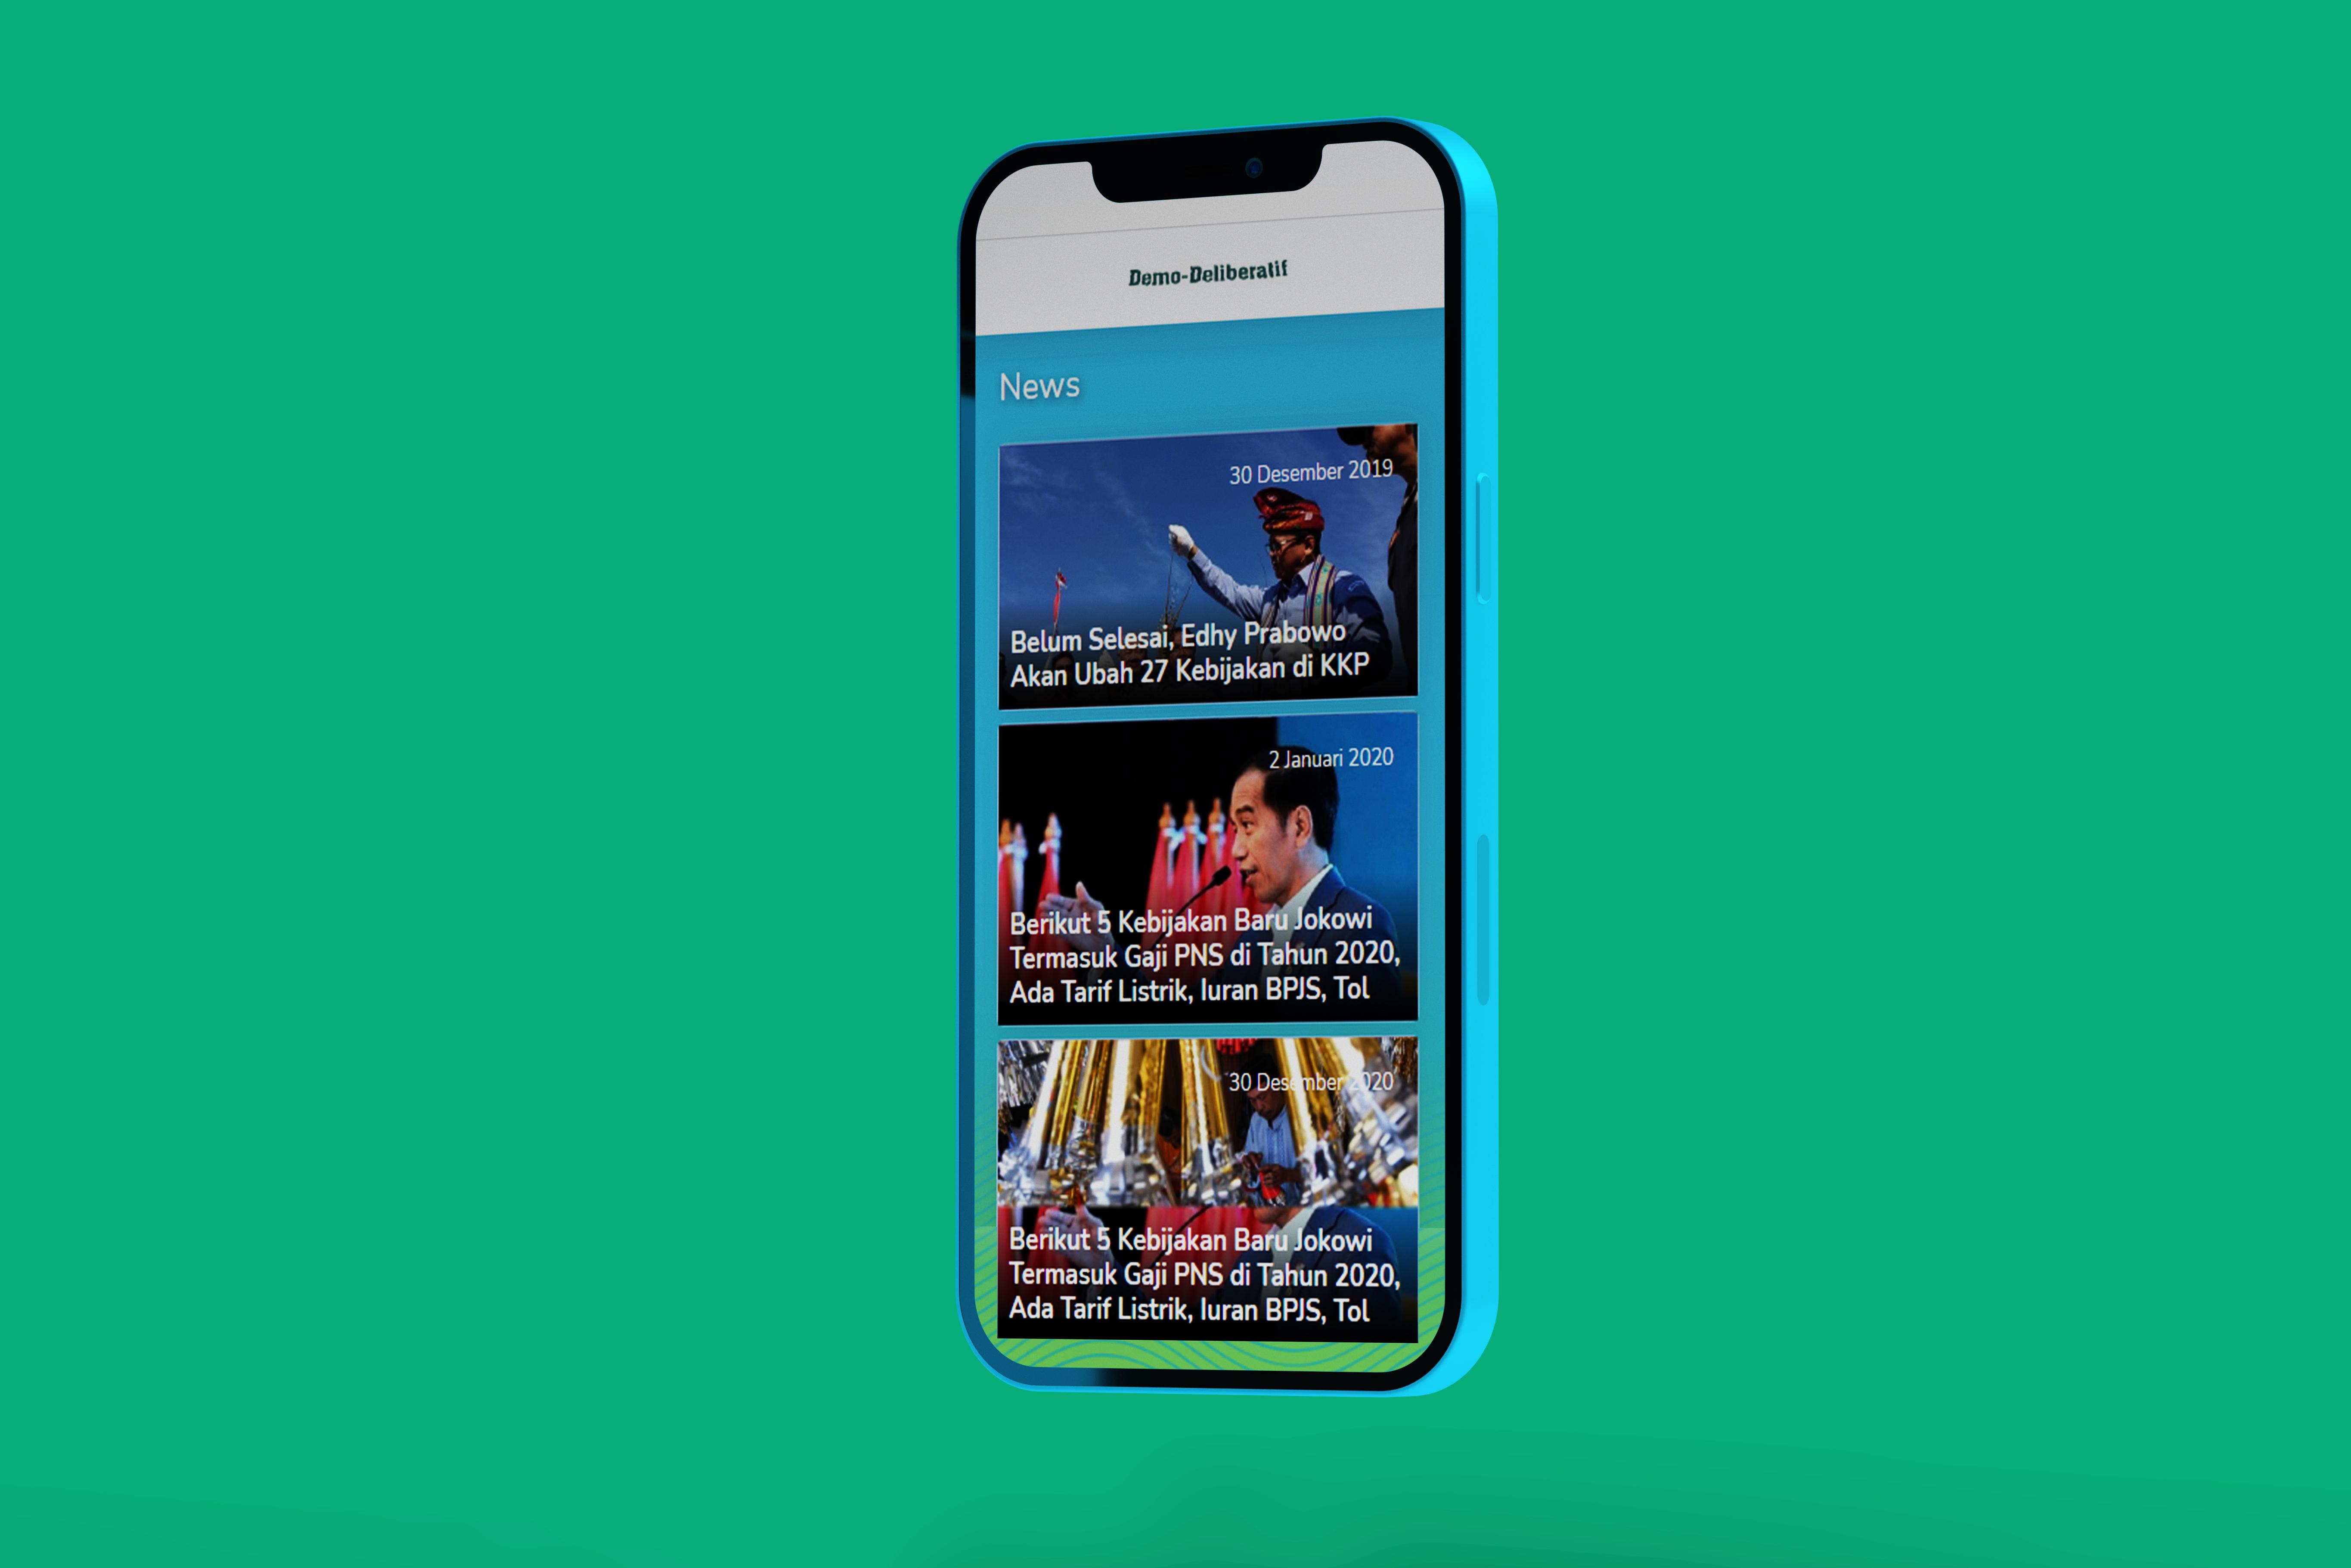 Demo-Deliberatif
News
30 Desember 2019
Belum Selesai, Edhy Prabowo
Akan Ubah 27 Kebijakan di KKP
2 Januari 2020
Berikut 5 Kebijakan Baru Jokowi
Termasuk Gaji PNS di Tahun 2020,
Ada Tarif Listrik, Iuran BPJS, Tol
30 Desember 2020
Berikut 5 Kebijakan Baru Jokowi
Termasuk Gaji PNS di Tahun 2020,
Ada Tarif Listrik, Iuran BPJS, Tol